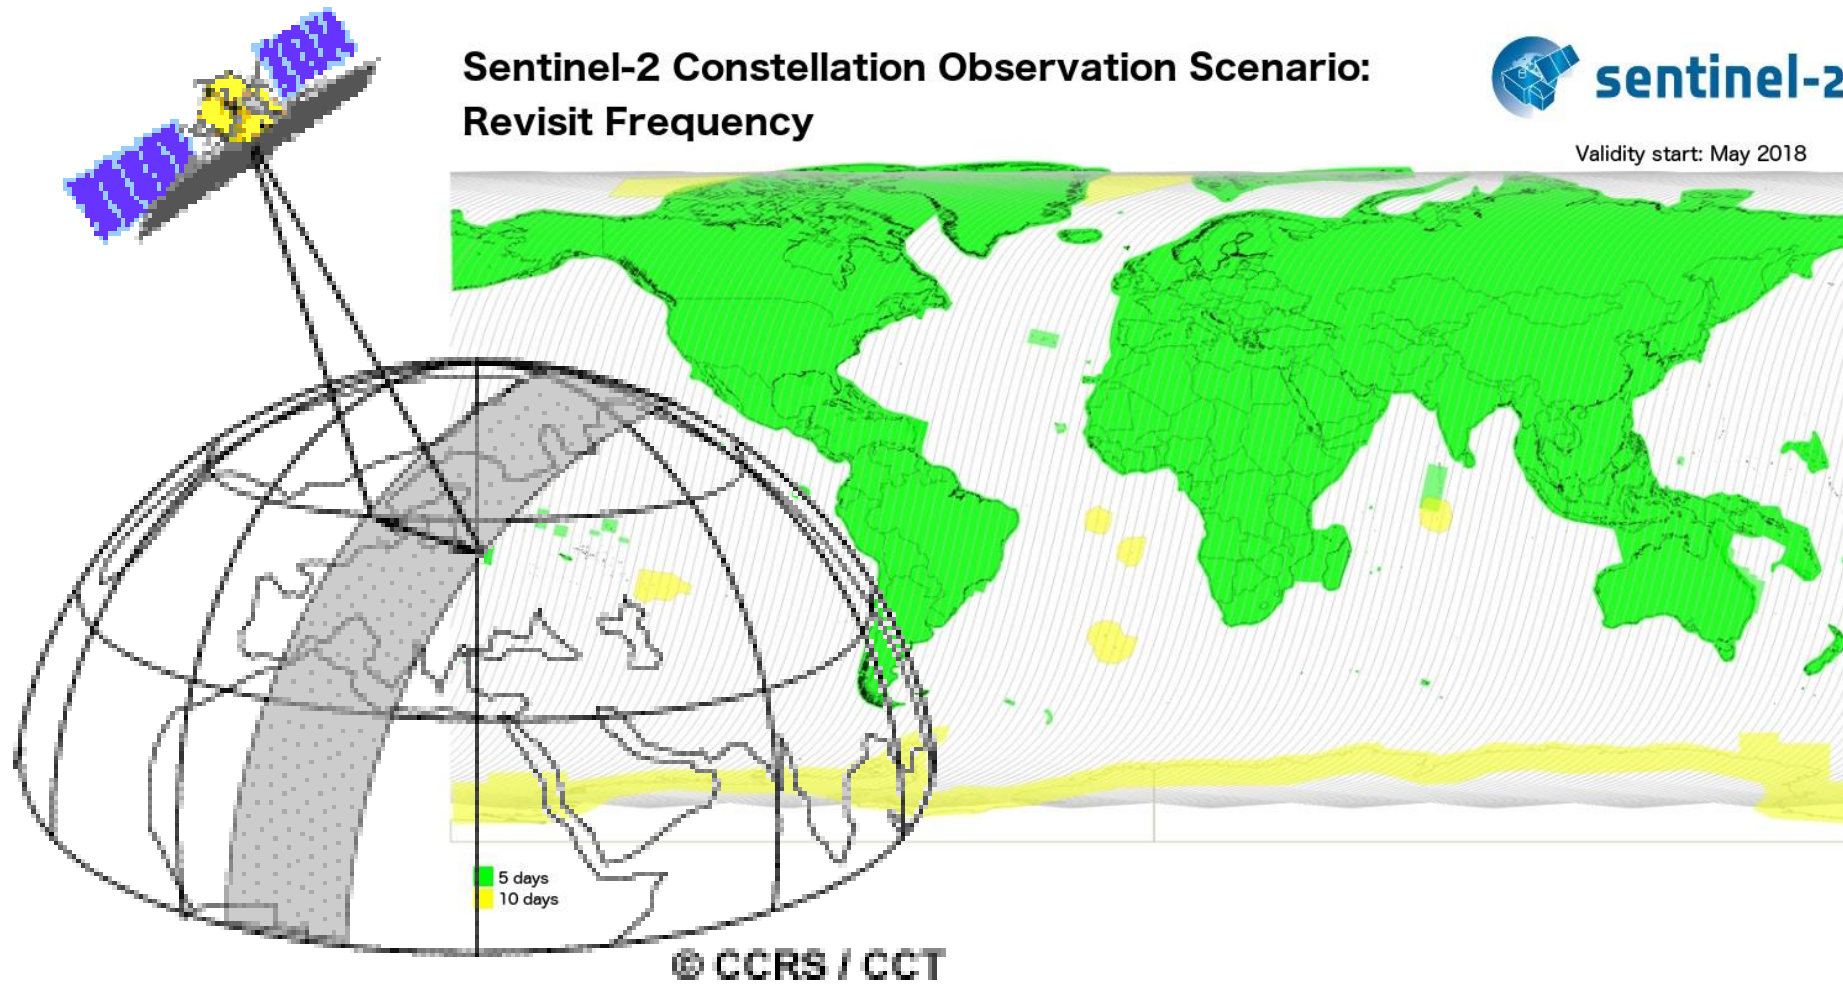 Sentinel-2 Constellation Observation Scenario:
Revisit Frequency
sentinel-2
Validity start: May 2018
5 days
10 days
© CCRS / CCT